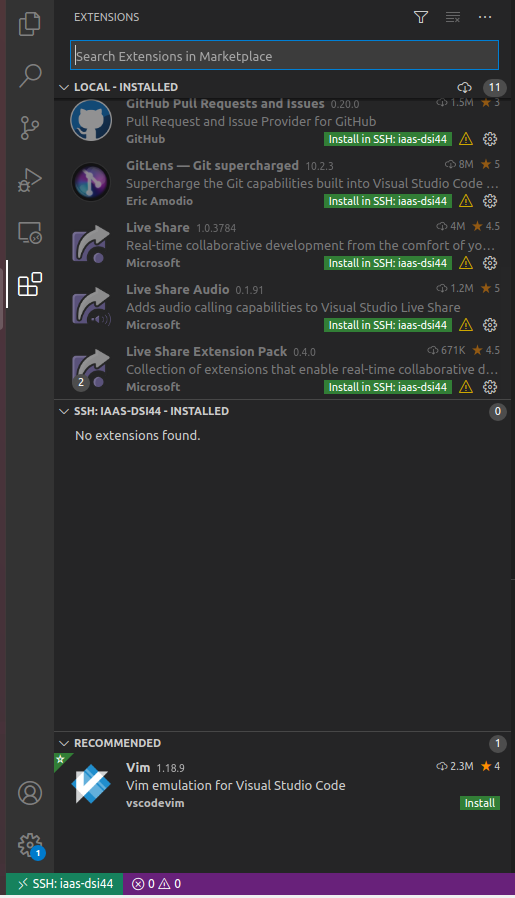 EXTENSIONS
Search Extensions in Marketplace
LOCAL - INSTALLED 11
GitHub Pull Requests and Issues 0.20.0 1.5M 3
Pull Request and Issue Provider for GitHub
GitHub Install in SSH: iaas-dsi44
GitLens — Git supercharged 10.2.3 8M 5
Supercharge the Git capabilities built into Visual Studio Code ...
Eric Amodio Install in SSH: iaas-dsi44
Live Share 1.0.3784 4M 4.5
Real-time collaborative development from the comfort of yo...
Microsoft Install in SSH: iaas-dsi44
Live Share Audio 0.1.91 1.2M 5
Adds audio calling capabilities to Visual Studio Live Share
Microsoft Install in SSH: iaas-dsi44
Live Share Extension Pack 0.4.0 671K 4.5
Collection of extensions that enable real-time collaborative d...
2 Microsoft Install in SSH: iaas-dsi44
SSH: IAAS-DSI44 - INSTALLED 0
No extensions found.
RECOMMENDED 1
Vim 1.18.9 2.3M 4
Vim emulation for Visual Studio Code
vscodevim Install
1
SSH: iaas-dsi44 0 0